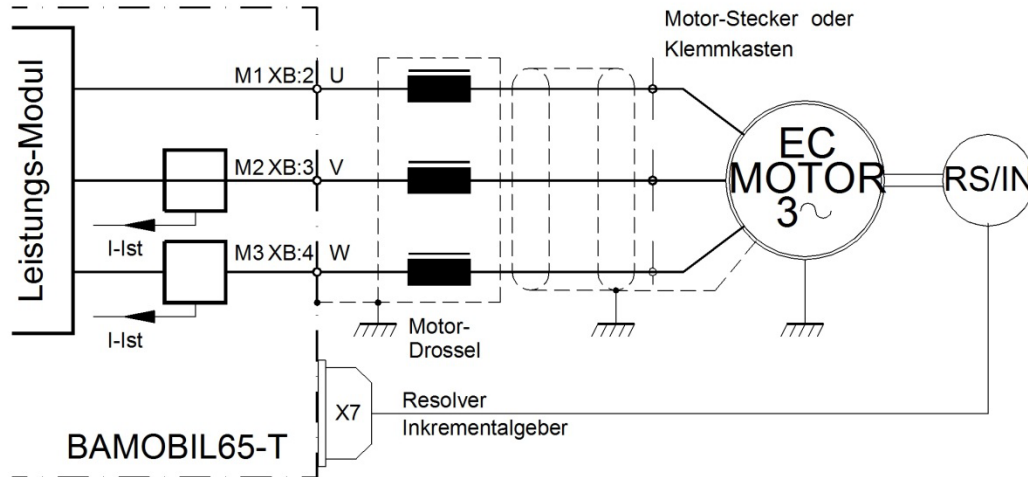 Motor-Stecker oder
Klemmkasten
Leistungs-Modul
M1 XB:2 U
M2 XB:3 V
I-Ist
M3 XB:4 W
I-Ist
EC
MOTOR
3~
RS/IN
Motor-
Drossel
X7
Resolver
Inkrementalgeber
BAMOBIL65-T